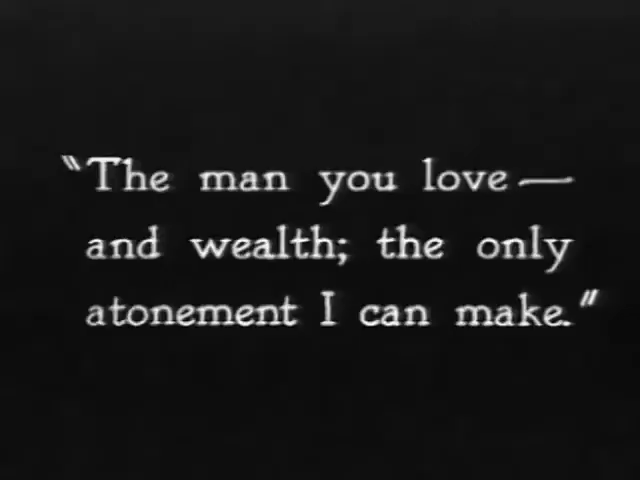 "The man you love—
and wealth; the only
atonement I can make."